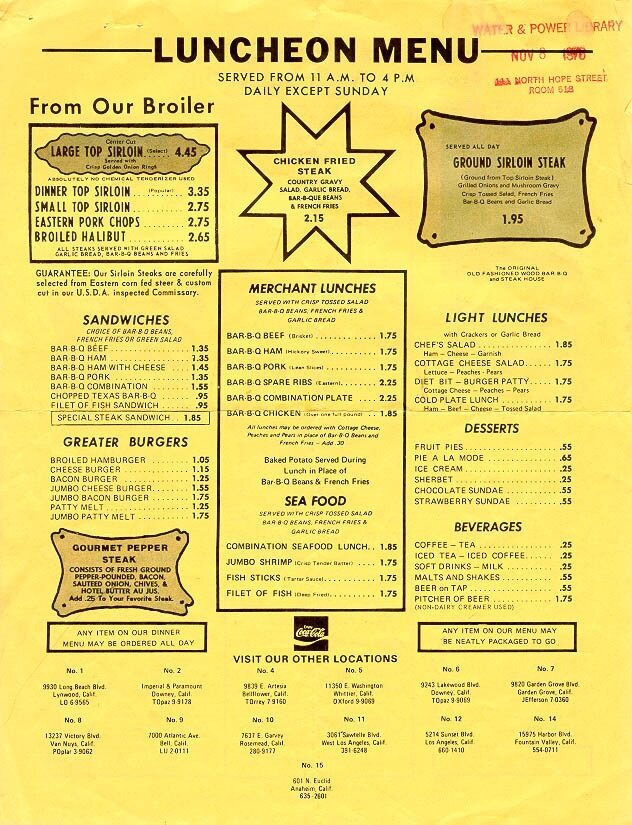 WATER & POWER LIBRARY
NOV 8 1976
111 NORTH HOPE STREET
ROOM 518
LUNCHEON MENU
SERVED FROM 11 A.M. TO 4 P.M
DAILY EXCEPT SUNDAY
From Our Broiler
Center Cut
LARGE TOP SIRLOIN (Select) 4.45
Served with
Crisp Golden Onion Rings
ABSOLUTELY NO CHEMICAL TENDERIZER USED
DINNER TOP SIRLOIN (Popular) 3.35
SMALL TOP SIRLOIN 2.75
EASTERN PORK CHOPS 2.75
BROILED HALIBUT 2.65
ALL STEAKS SERVED WITH GREEN SALAD
GARLIC BREAD, BAR-B-Q BEANS AND FRIES
GUARANTEE: Our Sirloin Steaks are carefully
selected from Eastern corn fed steer & custom
cut in our U.S.D.A. inspected Commissary.
CHICKEN FRIED
STEAK
COUNTRY GRAVY
SALAD, GARLIC BREAD,
BAR-B-QUE BEANS
& FRENCH FRIES
2.15
SERVED ALL DAY
GROUND SIRLOIN STEAK
(Ground from Top Sirloin Steak)
Grilled Onions and Mushroom Gravy
Crisp Tossed Salad, French Fries
Bar-B-Q Beans and Garlic Bread
1.95
The ORIGINAL
OLD FASHIONED WOOD BAR-B-Q
and STEAK HOUSE
SANDWICHES
CHOICE OF BAR-B-Q BEANS,
FRENCH FRIES OR GREEN SALAD
BAR-B-Q BEEF 1.35
BAR-B-Q HAM 1.35
BAR-B-Q HAM WITH CHEESE 1.45
BAR-B-Q PORK 1.35
BAR-B-Q COMBINATION 1.55
CHOPPED TEXAS BAR-B-Q .95
FILET OF FISH SANDWICH .95
SPECIAL STEAK SANDWICH 1.85
GREATER BURGERS
BROILED HAMBURGER 1.05
CHEESE BURGER 1.15
BACON BURGER 1.25
JUMBO CHEESE BURGER 1.55
JUMBO BACON BURGER 1.75
PATTY MELT 1.25
JUMBO PATTY MELT 1.75
GOURMET PEPPER
STEAK
CONSISTS OF FRESH GROUND
PEPPER-POUNDED, BACON,
SAUTEED ONION, CHIVES, &
HOTEL BUTTER AU JUS.
Add .25 To Your Favorite Steak.
MERCHANT LUNCHES
SERVED WITH CRISP TOSSED SALAD
BAR-B-Q BEANS, FRENCH FRIES &
GARLIC BREAD
BAR-B-Q BEEF (Brisket) 1.75
BAR-B-Q HAM (Hickory Sweet) 1.75
BAR-B-Q PORK (Lean Slices) 1.75
BAR-B-Q SPARE RIBS (Eastern) 2.25
BAR-B-Q COMBINATION PLATE 2.25
BAR-B-Q CHICKEN (Over one full pound) 1.85
All lunches may be ordered with Cottage Cheese,
Peaches and Pears in place of Bar-B-Q Beans and
French Fries - Add .30
Baked Potato Served During
Lunch in Place of
Bar-B-Q Beans & French Fries
SEA FOOD
SERVED WITH CRISP TOSSED SALAD
BAR-B-Q BEANS, FRENCH FRIES &
GARLIC BREAD
COMBINATION SEAFOOD LUNCH 1.85
JUMBO SHRIMP (Crisp Tender Batter) 1.75
FISH STICKS (Tartar Sauce) 1.75
FILET OF FISH (Deep Fried) 1.75
LIGHT LUNCHES
with Crackers or Garlic Bread
CHEF'S SALAD 1.85
Ham - Cheese - Garnish
COTTAGE CHEESE SALAD 1.75
Lettuce - Peaches - Pears
DIET BIT - BURGER PATTY 1.75
Cottage Cheese - Peaches - Pears
COLD PLATE LUNCH 1.75
Ham - Beef - Cheese - Tossed Salad
DESSERTS
FRUIT PIES .55
PIE A LA MODE .65
ICE CREAM .25
SHERBET .25
CHOCOLATE SUNDAE .55
STRAWBERRY SUNDAE .55
BEVERAGES
COFFEE - TEA .25
ICED TEA - ICED COFFEE .25
SOFT DRINKS - MILK .25
MALTS AND SHAKES .55
BEER on TAP .55
PITCHER OF BEER 1.75
(NON-DAIRY CREAMER USED)
ANY ITEM ON OUR DINNER
MENU MAY BE ORDERED ALL DAY
Enjoy
Coca-Cola
ANY ITEM ON OUR MENU MAY
BE NEATLY PACKAGED TO GO
VISIT OUR OTHER LOCATIONS
No. 1
9930 Long Beach Blvd.
Lynwood, Calif.
LO 6-9565
No. 2
Imperial & Paramount
Downey, Calif.
TOpaz 9-9128
No. 4
9839 E. Artesia
Bellflower, Calif.
TOrrey 7-9160
No. 5
11350 E. Washington
Whittier, Calif.
OXford 9-9069
No. 6
9243 Lakewood Blvd.
Downey, Calif.
TOpaz 9-9069
No. 7
9820 Garden Grove Blvd.
Garden Grove, Calif.
JEfferson 7-0360
No. 8
13237 Victory Blvd.
Van Nuys, Calif.
POplar 3-9062
No. 9
7000 Atlantic Ave.
Bell, Calif.
LU 2-0111
No. 10
7637 E. Garvey
Rosemead, Calif.
280-9177
No. 11
3061 Sawtelle Blvd.
West Los Angeles, Calif.
391-6248
No. 12
5214 Sunset Blvd.
Los Angeles, Calif.
660-1410
No. 14
15975 Harbor Blvd.
Fountain Valley, Calif.
554-0711
No. 15
601 N. Euclid
Anaheim, Calif.
635-2601